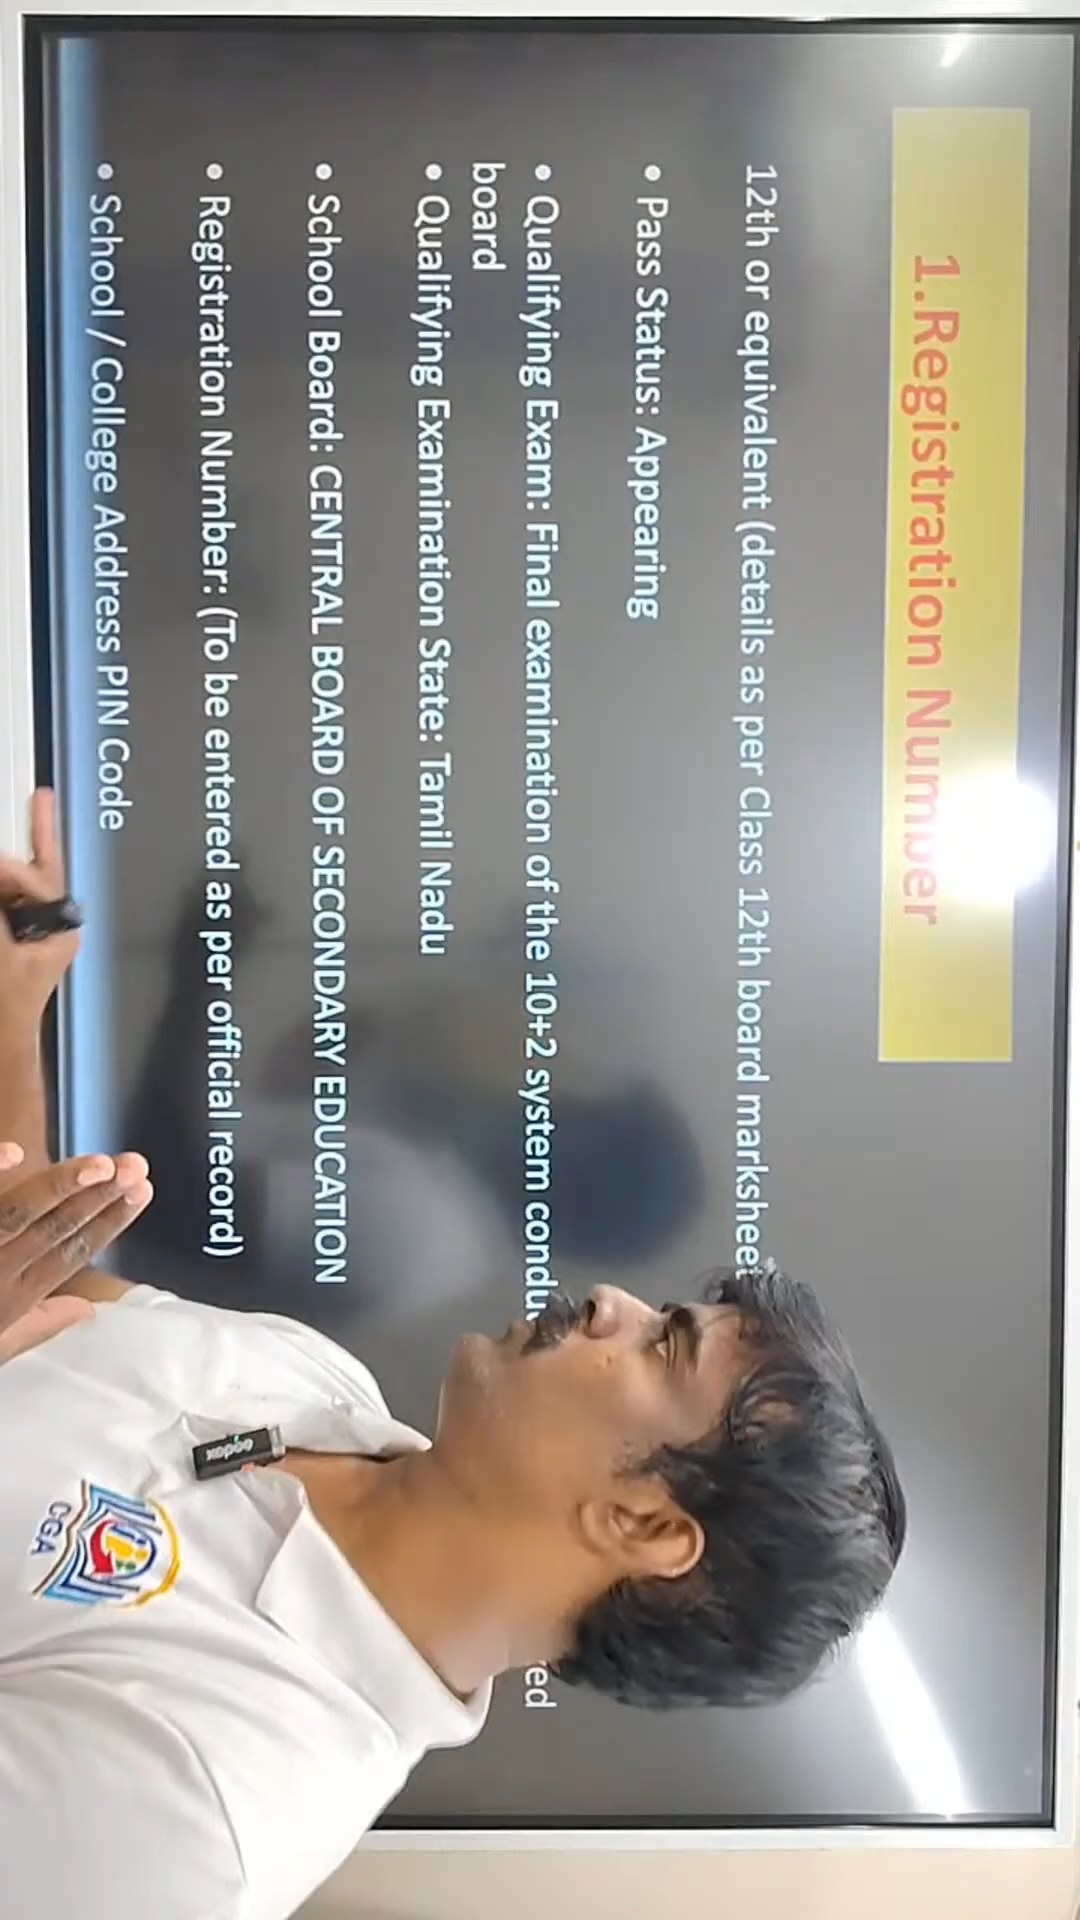 1.Registration Number
12th or equivalent (details as per Class 12th board marksheet
• Pass Status: Appearing
• Qualifying Exam: Final examination of the 10+2 system
board
• Qualifying Examination State: Tamil Nadu
• School Board: CENTRAL BOARD OF SECONDARY EDUCATION
• Registration Number: (To be entered as per official record)
• School / College Address PIN Code
Godox
CGA